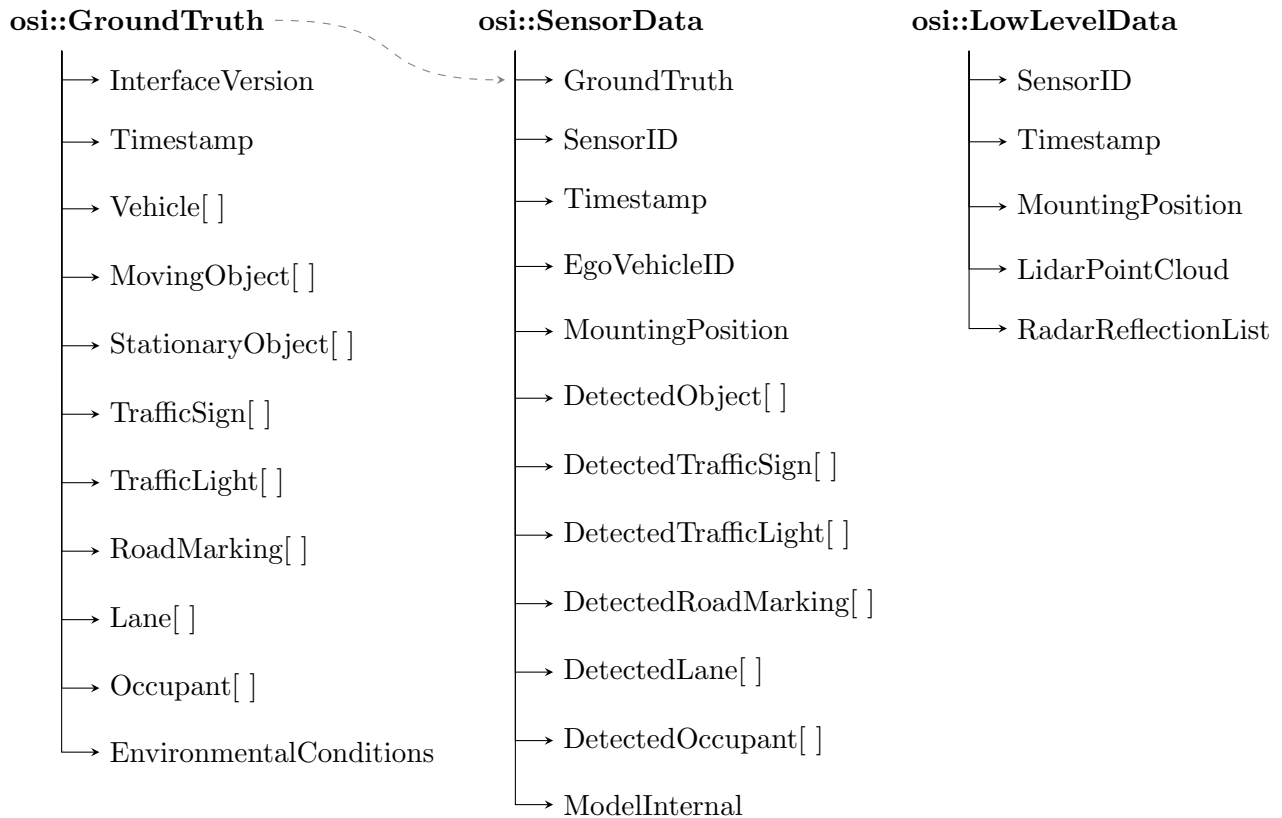 osi::GroundTruth
InterfaceVersion
Timestamp
Vehicle[ ]
MovingObject[ ]
StationaryObject[ ]
TrafficSign[ ]
TrafficLight[ ]
RoadMarking[ ]
Lane[ ]
Occupant[ ]
EnvironmentalConditions
osi::SensorData
GroundTruth
SensorID
Timestamp
EgoVehicleID
MountingPosition
DetectedObject[ ]
DetectedTrafficSign[ ]
DetectedTrafficLight[ ]
DetectedRoadMarking[ ]
DetectedLane[ ]
DetectedOccupant[ ]
ModelInternal
osi::LowLevelData
SensorID
Timestamp
MountingPosition
LidarPointCloud
RadarReflectionList